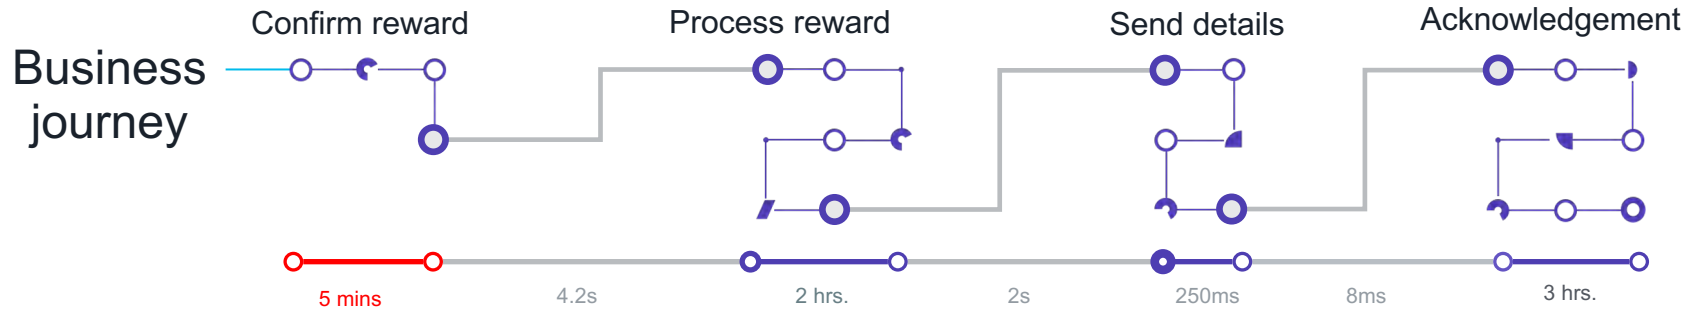 Business
journey
Confirm reward
Process reward
Send details
Acknowledgement
5 mins
4.2s
2 hrs.
2s
250ms
8ms
3 hrs.